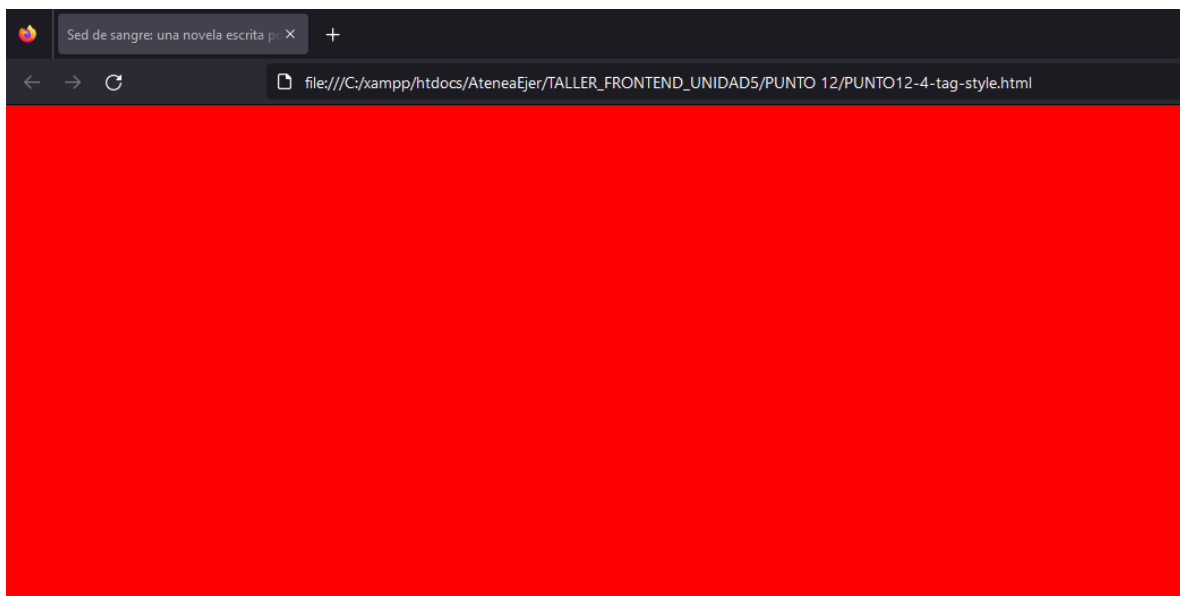 Sed de sangre: una novela escrita po
file:///C:/xampp/htdocs/AteneaEjer/TALLER_FRONTEND_UNIDAD5/PUNTO 12/PUNTO12-4-tag-style.html